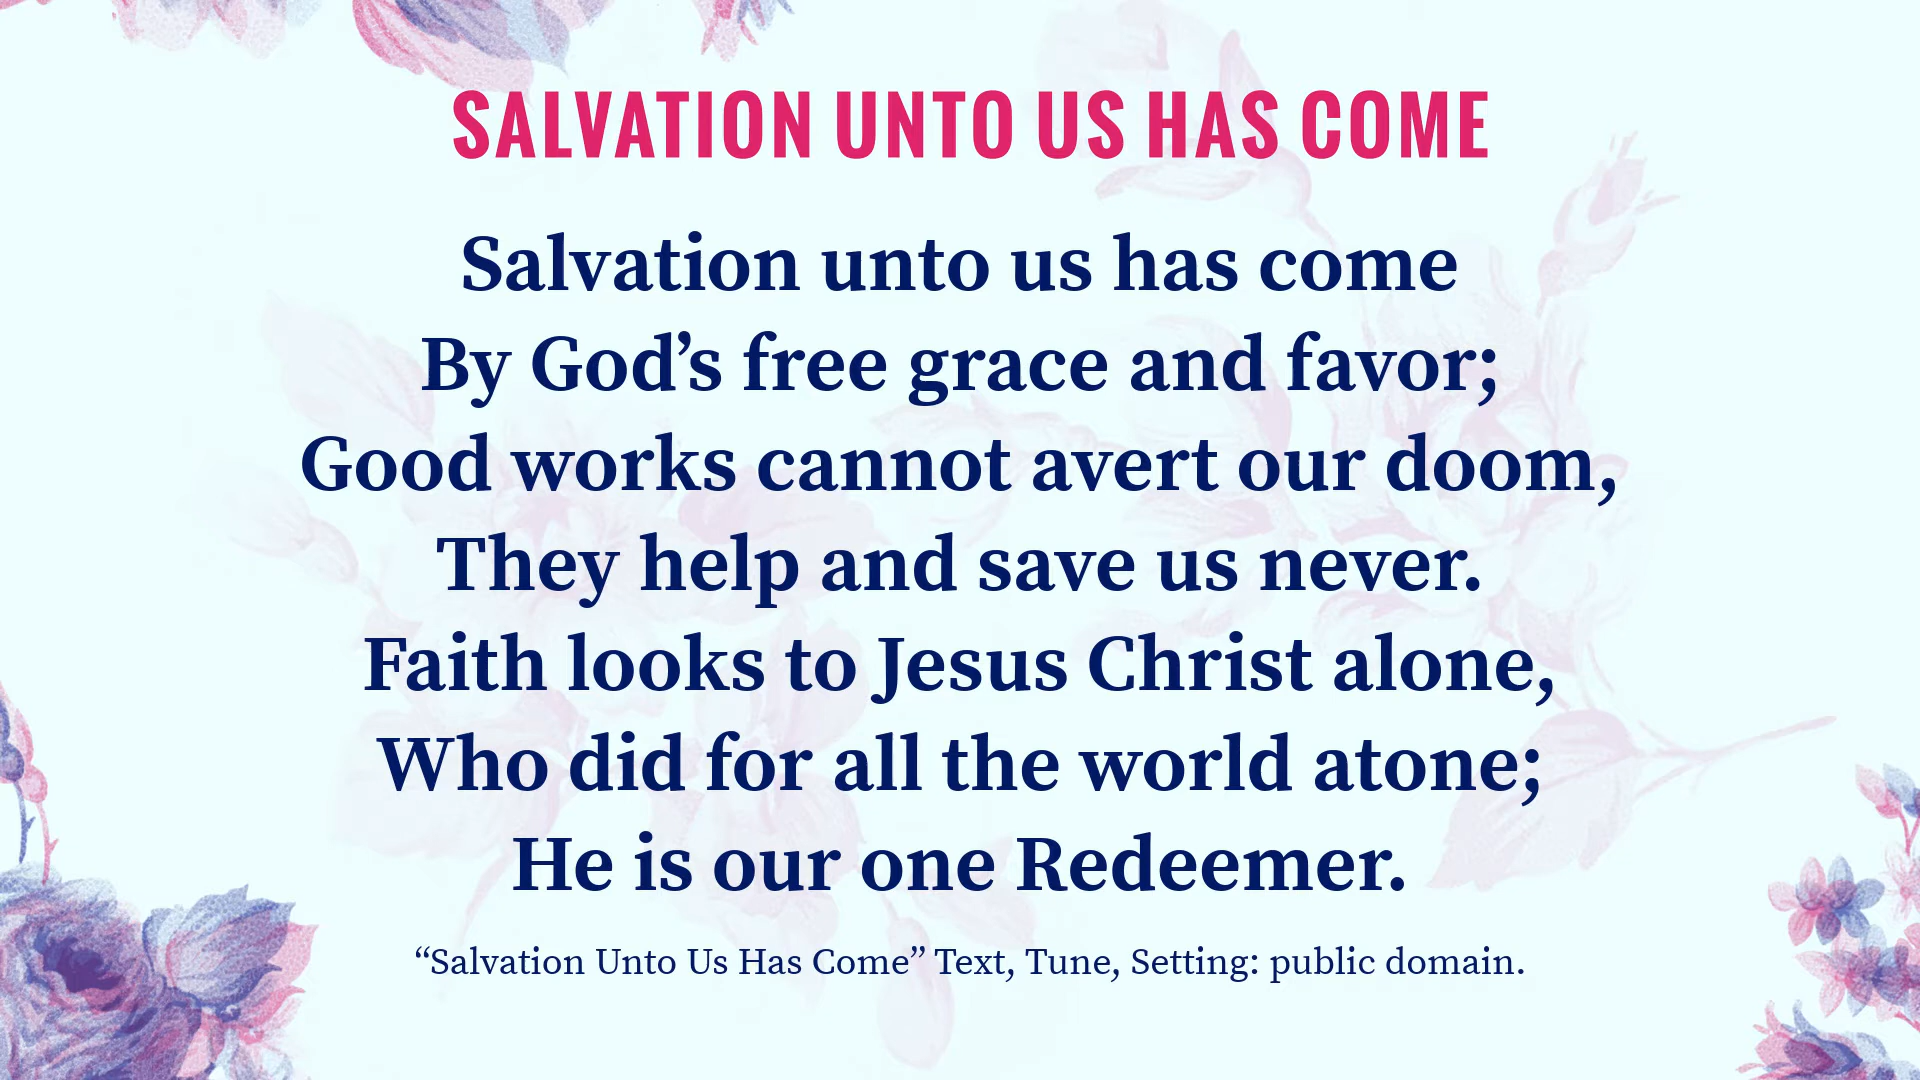 SALVATION UNTO US HAS COME
Salvation unto us has come
By God’s free grace and favor;
Good works cannot avert our doom,
They help and save us never.
Faith looks to Jesus Christ alone,
Who did for all the world atone;
He is our one Redeemer.
“Salvation Unto Us Has Come” Text, Tune, Setting: public domain.